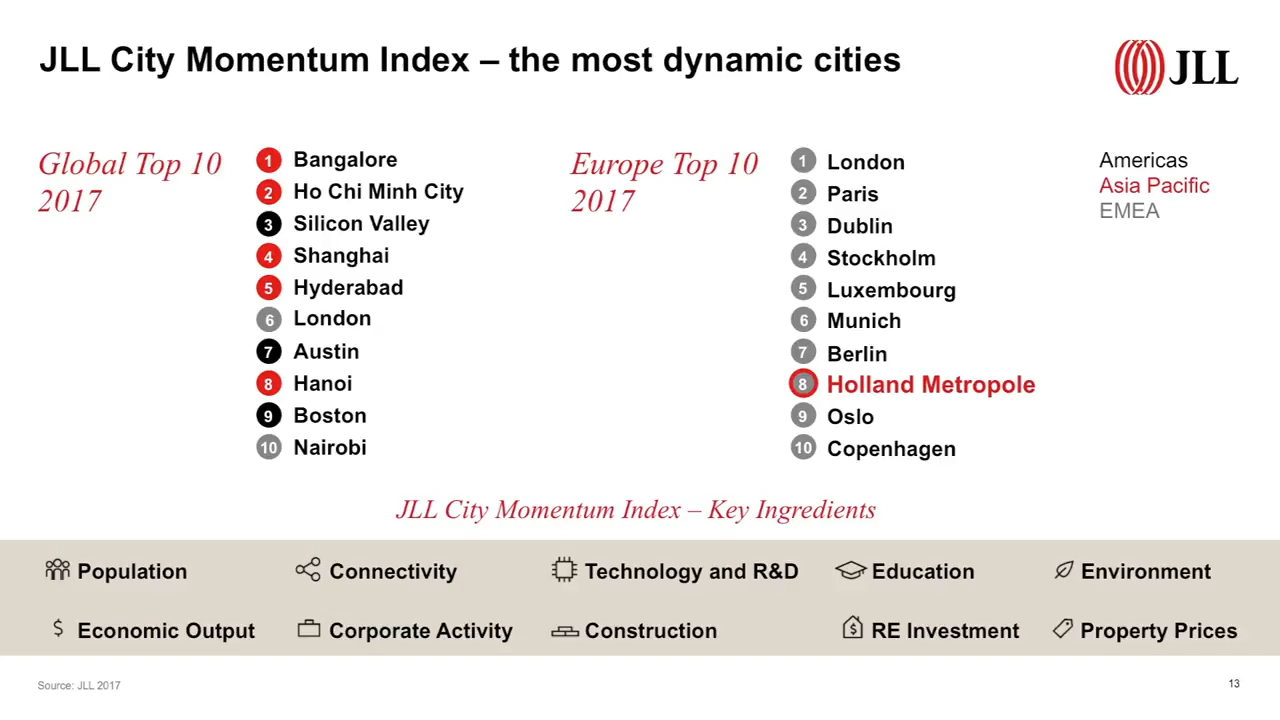 JLL City Momentum Index – the most dynamic cities
JLL
Global Top 10
2017
1 Bangalore
2 Ho Chi Minh City
3 Silicon Valley
4 Shanghai
5 Hyderabad
6 London
7 Austin
8 Hanoi
9 Boston
10 Nairobi
Europe Top 10
2017
1 London
2 Paris
3 Dublin
4 Stockholm
5 Luxembourg
6 Munich
7 Berlin
8 Holland Metropole
9 Oslo
10 Copenhagen
Americas
Asia Pacific
EMEA
JLL City Momentum Index – Key Ingredients
Population
Connectivity
Technology and R&D
Education
Environment
$ Economic Output
Corporate Activity
Construction
$ RE Investment
Property Prices
Source: JLL 2017
13